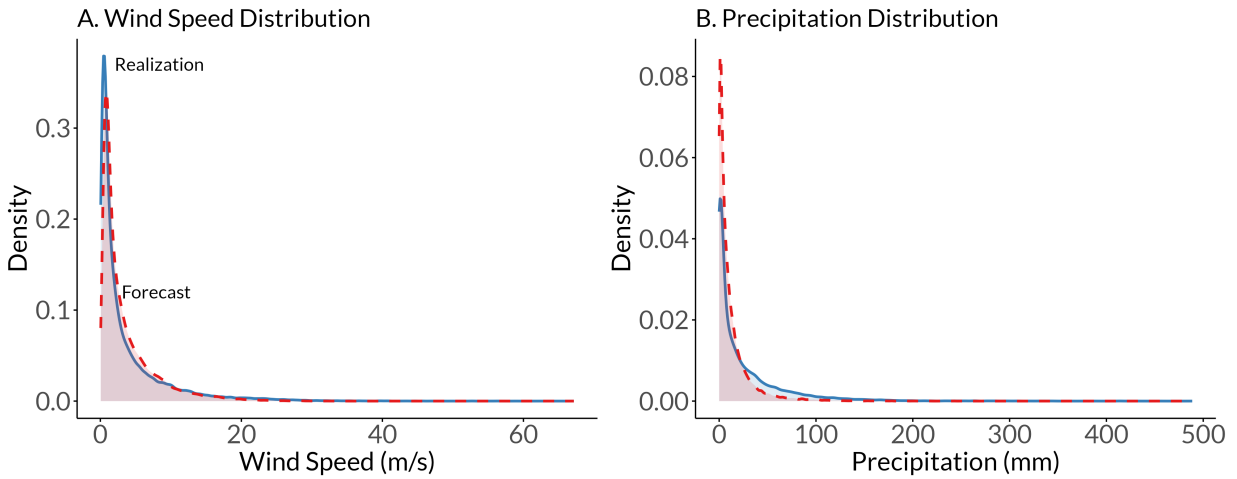 A. Wind Speed Distribution
Realization
Forecast
Density
0.3
0.2
0.1
0.0
0 20 40 60
Wind Speed (m/s)
B. Precipitation Distribution
Density
0.08
0.06
0.04
0.02
0.00
0 100 200 300 400 500
Precipitation (mm)